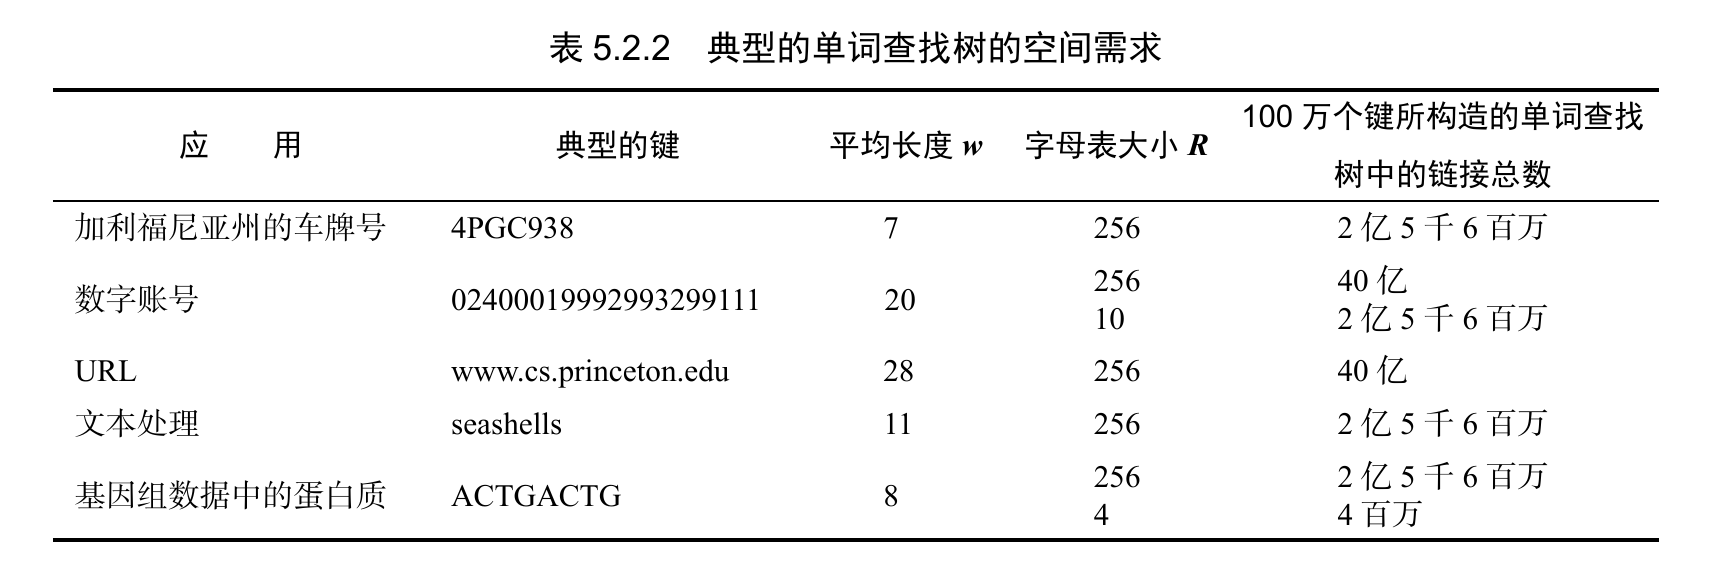 表 5.2.2 典型的单词查找树的空间需求
应 用 典型的键 平均长度 w 字母表大小 R 100 万个键所构造的单词查找树中的链接总数
加利福尼亚州的车牌号 4PGC938 7 256 2 亿 5 千 6 百万
数字账号 02400019992993299111 20 256 40 亿
10 2 亿 5 千 6 百万
URL www.cs.princeton.edu 28 256 40 亿
文本处理 seashells 11 256 2 亿 5 千 6 百万
基因组数据中的蛋白质 ACTGACTG 8 256 2 亿 5 千 6 百万
4 4 百万